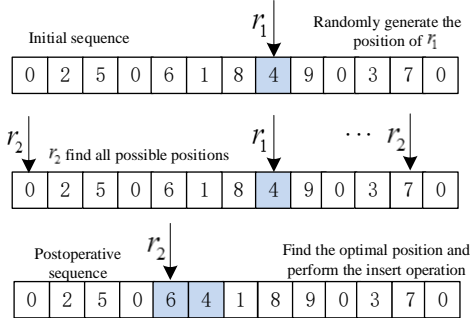 r1
Initial sequence
Randomly generate the
position of r1
0 2 5 0 6 1 8 4 9 0 3 7 0
r2
r2 find all possible positions
r1
··· r2
0 2 5 0 6 1 8 4 9 0 3 7 0
Postoperative
sequence
r2
Find the optimal position and
perform the insert operation
0 2 5 0 6 4 1 8 9 0 3 7 0